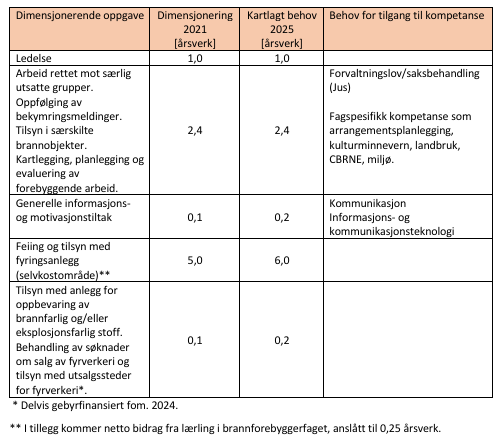 Dimensjonerende oppgave
Dimensjonering
2021
[årsverk]
Kartlagt behov
2025
[årsverk]
Behov for tilgang til kompetanse
Ledelse
1,0
1,0
Arbeid rettet mot særlig
utsatte grupper.
Oppfølging av
bekymringsmeldinger.
Tilsyn i særskilte
brannobjekter.
Kartlegging, planlegging og
evaluering av
forebyggende arbeid.
2,4
2,4
Forvaltningslov/saksbehandling
(Jus)
Fagspesifikk kompetanse som
arrangementsplanlegging,
kulturminnevern, landbruk,
CBRNE, miljø.
Generelle informasjons-
og motivasjonstiltak
0,1
0,2
Kommunikasjon
Informasjons- og
kommunikasjonsteknologi
Feiing og tilsyn med
fyringsanlegg
(selvkostområde)**
5,0
6,0
Tilsyn med anlegg for
oppbevaring av
brannfarlig og/eller
eksplosjonsfarlig stoff.
Behandling av søknader
om salg av fyrverkeri og
tilsyn med utsalgssteder
for fyrverkeri*.
0,1
0,2
* Delvis gebyrfinansiert fom. 2024.
** I tillegg kommer netto bidrag fra lærling i brannforebyggerfaget, anslått til 0,25 årsverk.